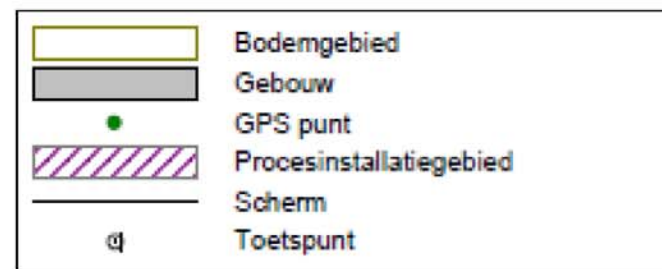 Bodemgebied
Gebouw
GPS punt
Procesinstallatiegebied
Scherm
Toetspunt